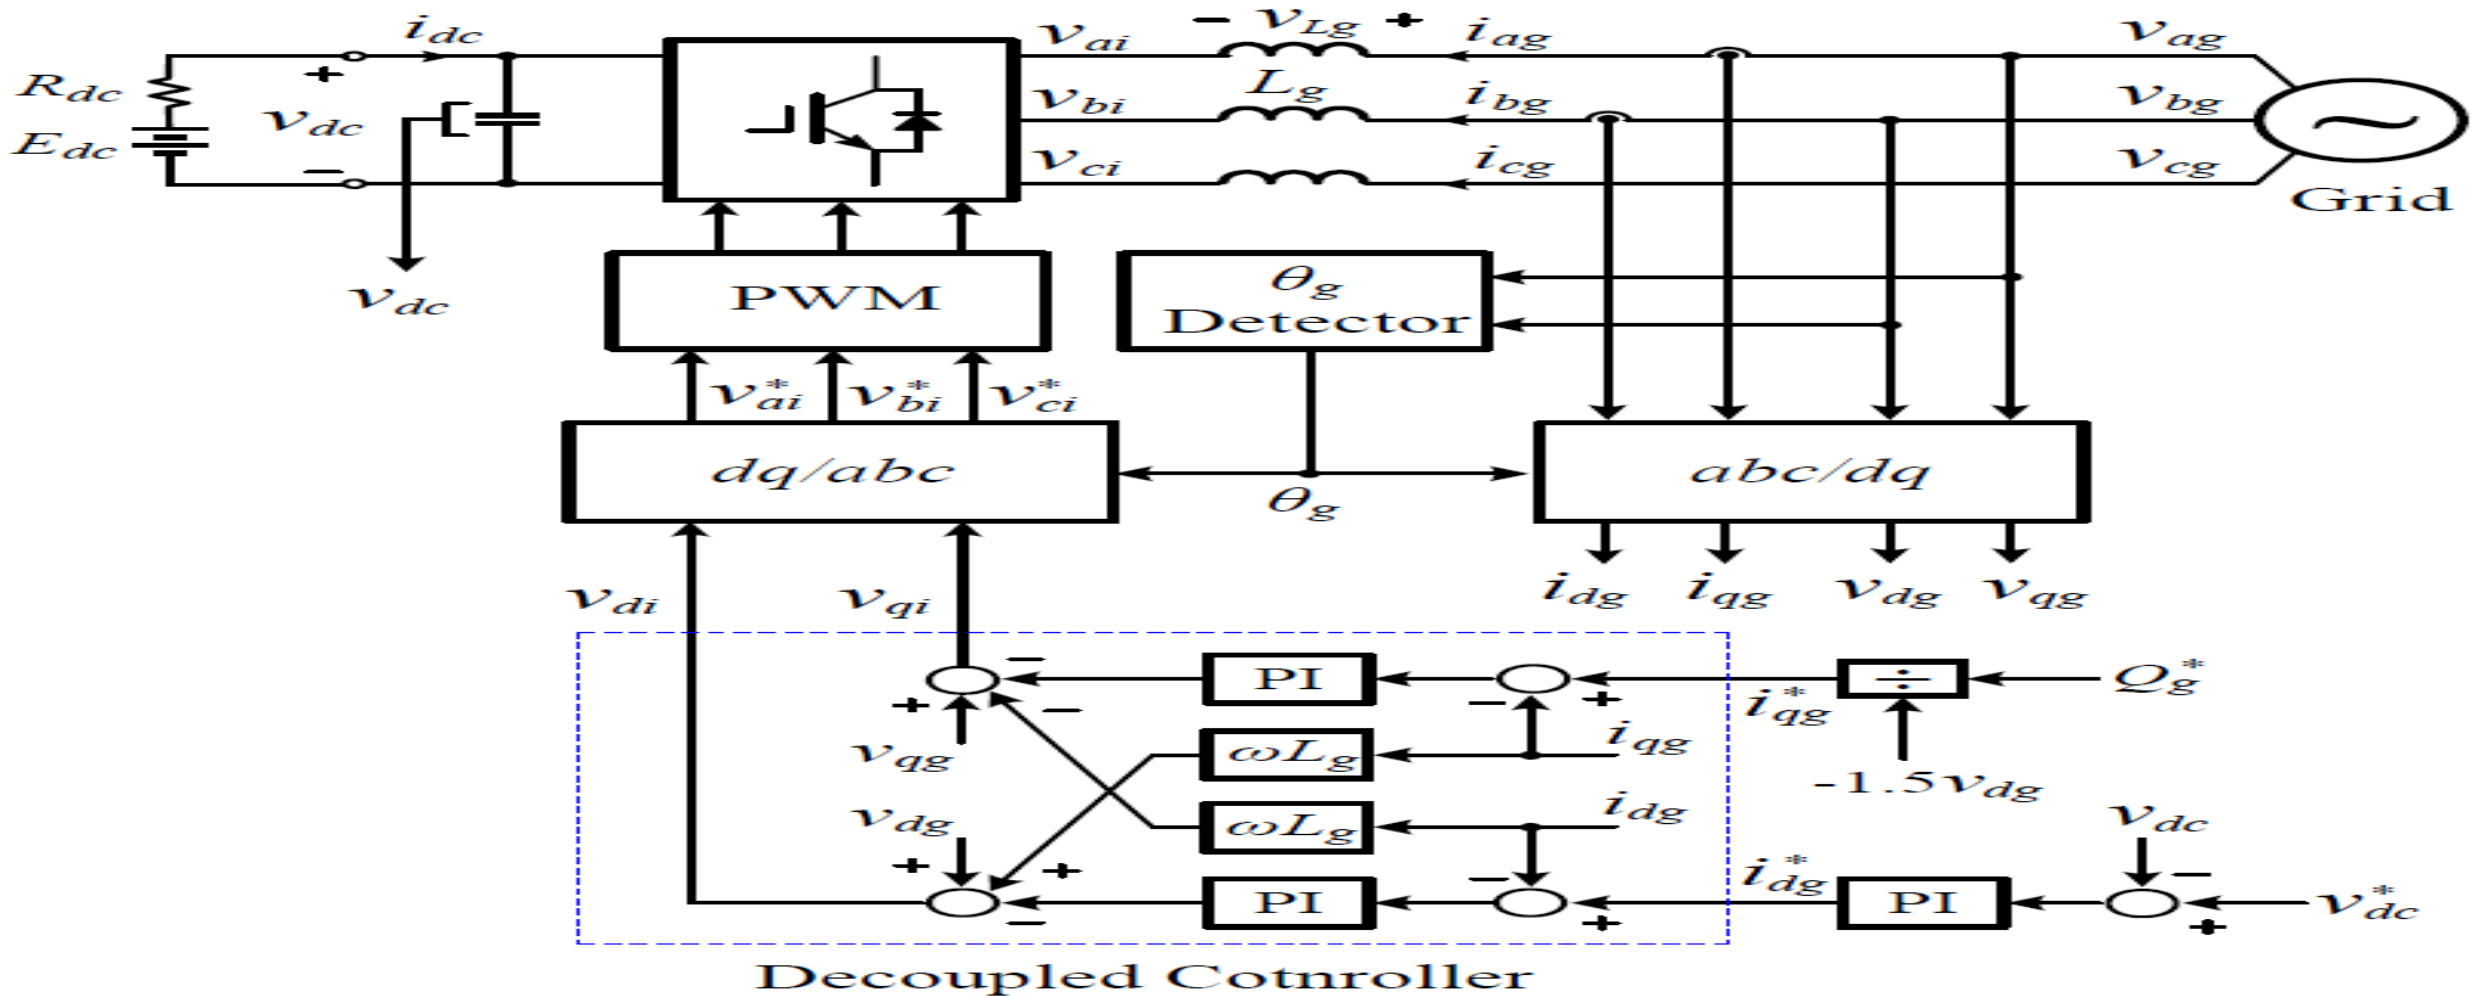 i_dc
v_ai
− v_Lg +
i_ag
v_ag
R_dc
+
v_dc
L_g
v_bi
i_bg
v_bg
E_dc
−
v_ci
i_cg
v_cg
Grid
v_dc
PWM
θ_g
Detector
v*_ai
v*_bi
v*_ci
dq/abc
θ_g
abc/dq
v_di
v_qi
i_dg
i_qg
v_dg
v_qg
−
PI
÷
Q*_g
+
−
−
+
i*_qg
v_qg
ωL_g
i_qg
-1.5v_dg
v_dg
ωL_g
i_dg
v_dc
+
+
−
i*_dg
−
PI
PI
v*_dc
−
+
+
Decoupled Cotnroller